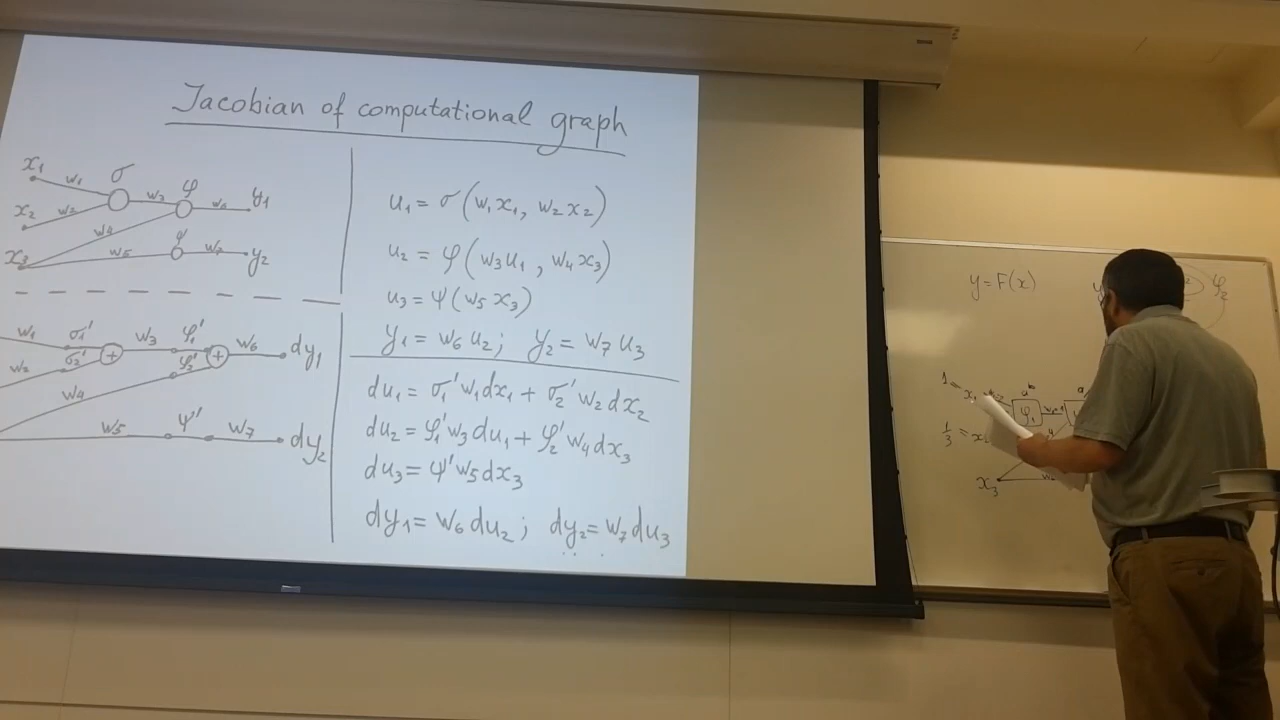 Jacobian of computational graph
x₁ w₁ σ
w₃ φ w₆ y₁
x₂ w₂
w₄
x₃ w₅ φ w₇ y₂
w₁ σ₁' w₃ φ₁' w₆ dy₁
w₂ σ₂' + φ₂' +
w₄
w₅ ψ' w₇ dy₂
u₁ = σ(w₁x₁, w₂x₂)
u₂ = φ(w₃u₁, w₄x₃)
u₃ = ψ(w₅x₃)
y₁ = w₆u₂; y₂ = w₇u₃
du₁ = σ₁'w₁dx₁ + σ₂'w₂dx₂
du₂ = φ₁'w₃du₁ + φ₂'w₄dx₃
du₃ = ψ'w₅dx₃
dy₁ = w₆du₂; dy₂ = w₇du₃
y = F(x)
φ₂
φ₁
x₃